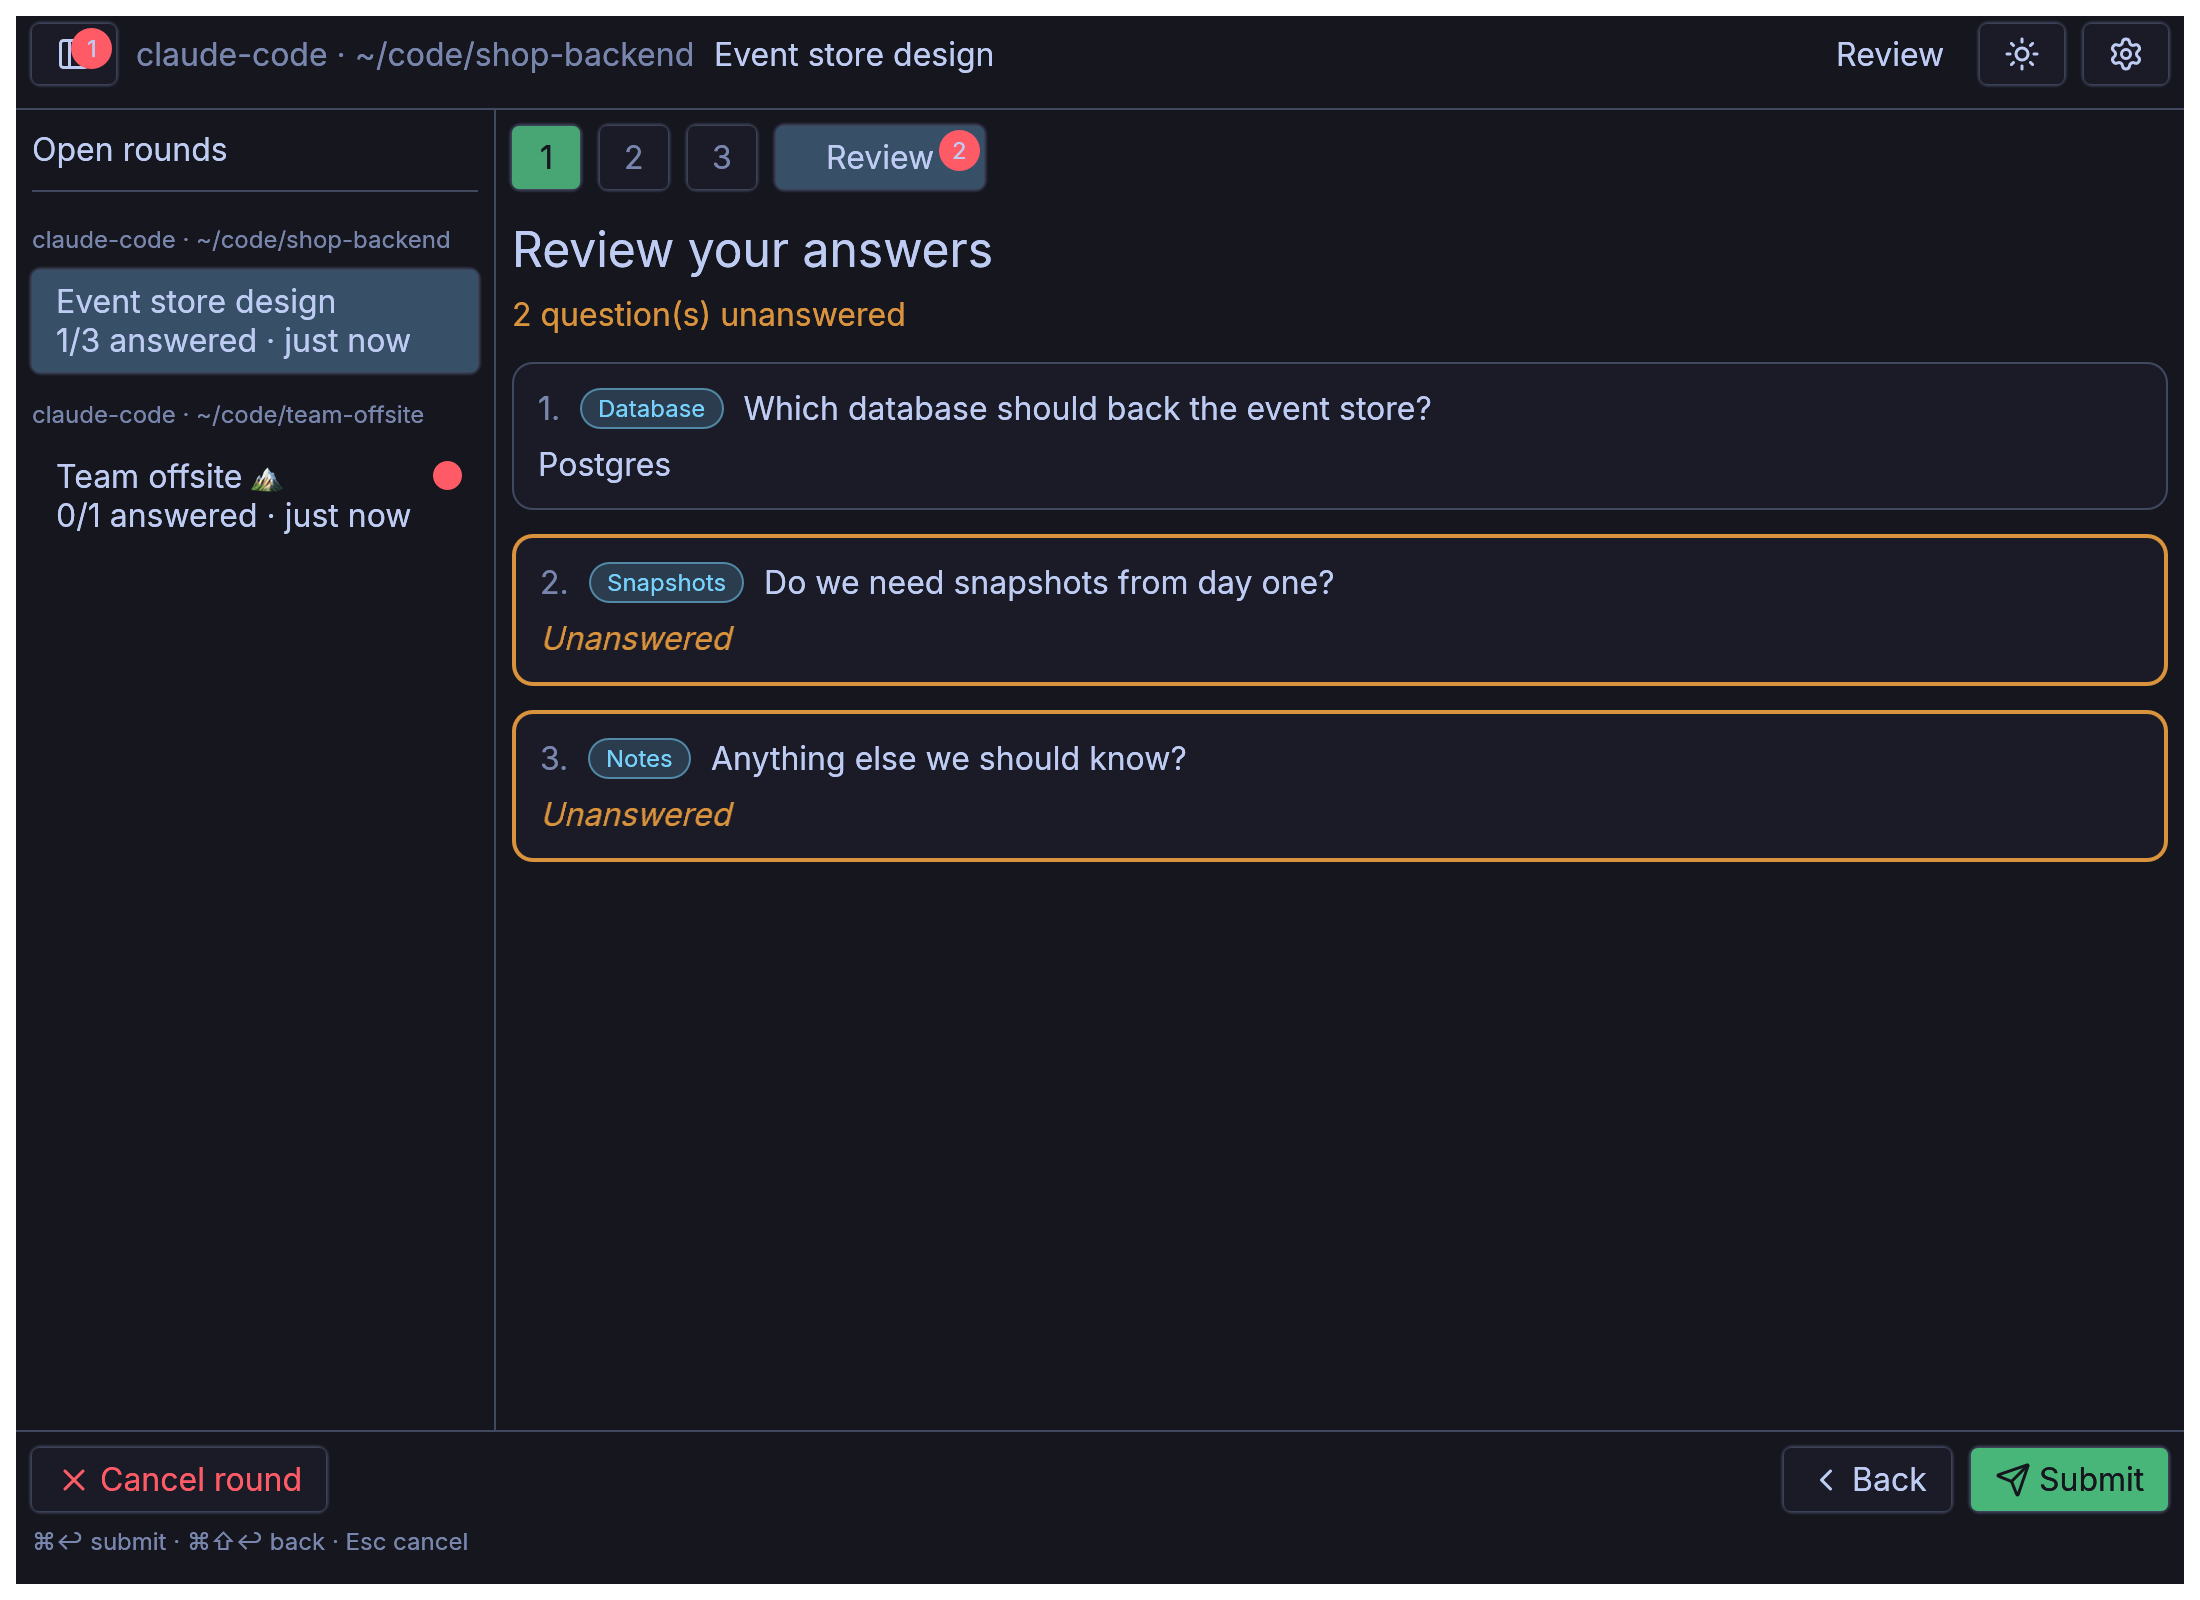 1 claude-code · ~/code/shop-backend Event store design Review
Open rounds
claude-code · ~/code/shop-backend
Event store design
1/3 answered · just now
claude-code · ~/code/team-offsite
Team offsite 🏔️
0/1 answered · just now
1 2 3 Review 2
Review your answers
2 question(s) unanswered
1. Database Which database should back the event store?
Postgres
2. Snapshots Do we need snapshots from day one?
Unanswered
3. Notes Anything else we should know?
Unanswered
Cancel round
Back
Submit
⌘↩ submit · ⌘⇧↩ back · Esc cancel